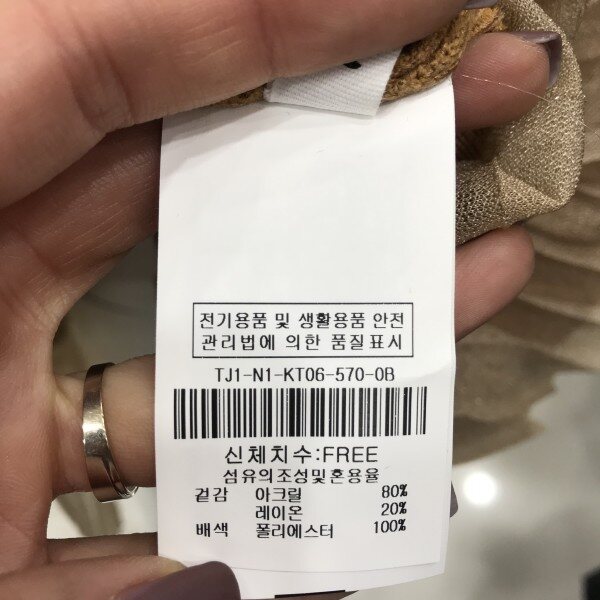 전기용품 및 생활용품 안전
관리법에 의한 품질표시
TJ1-N1-KT06-570-0B
신체치수:FREE
섬유의조성및혼용율
겉감 아크릴 80%
레이온 20%
배색 폴리에스터 100%